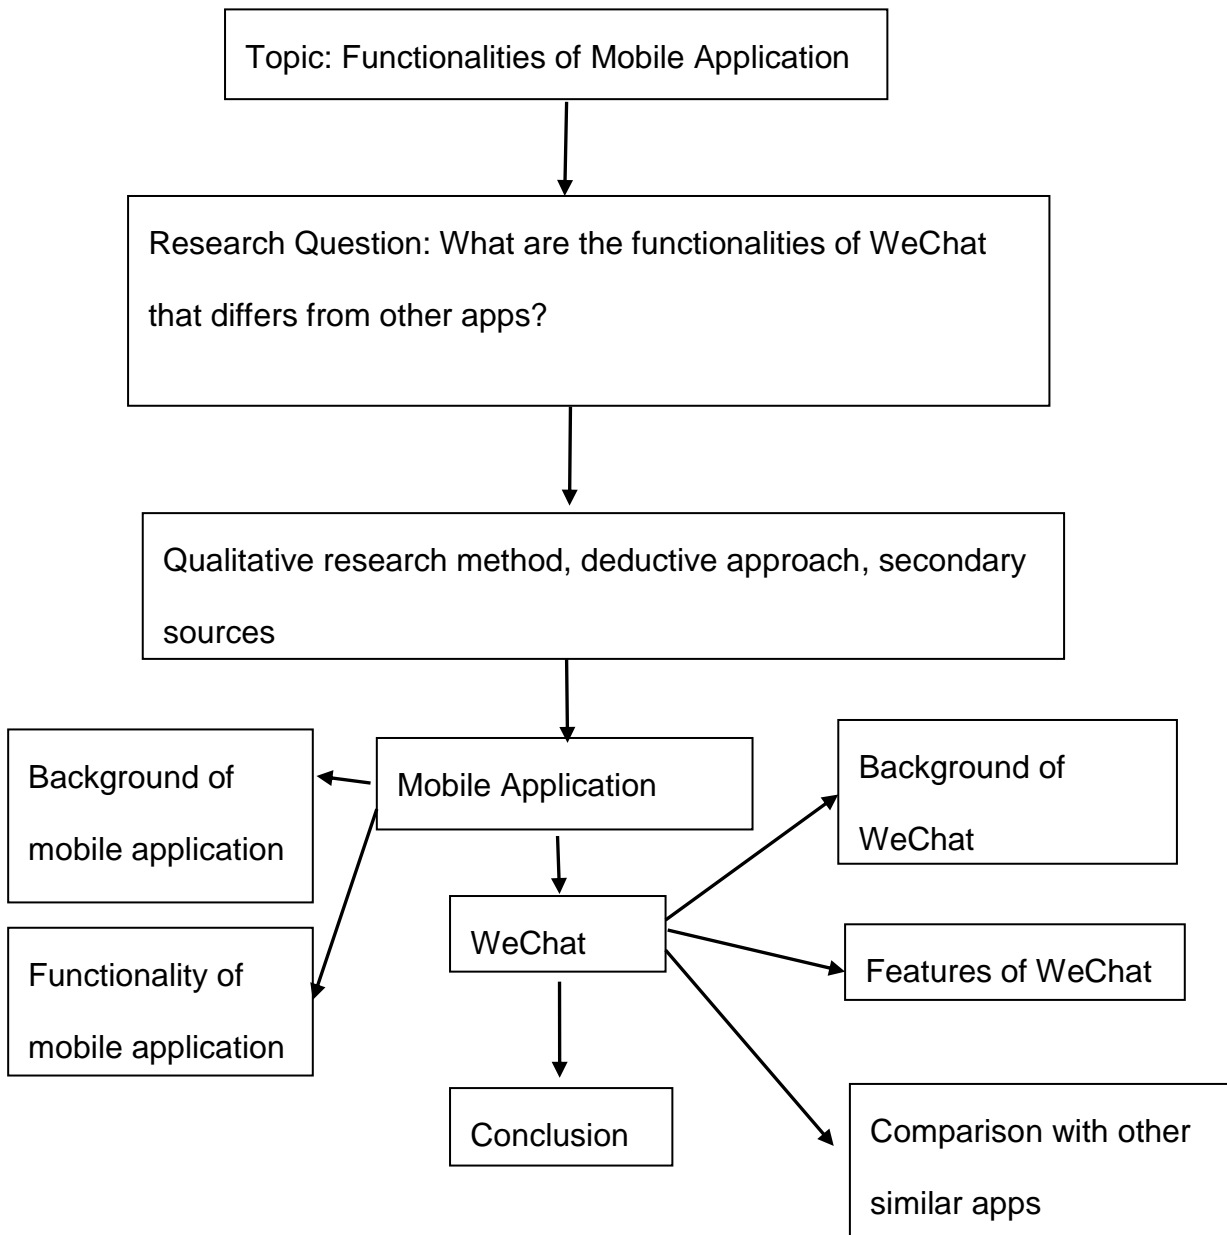 Topic: Functionalities of Mobile Application
Research Question: What are the functionalities of WeChat
that differs from other apps?
Qualitative research method, deductive approach, secondary
sources
Background of
mobile application
Mobile Application
Background of
WeChat
Functionality of
mobile application
WeChat
Features of WeChat
Conclusion
Comparison with other
similar apps